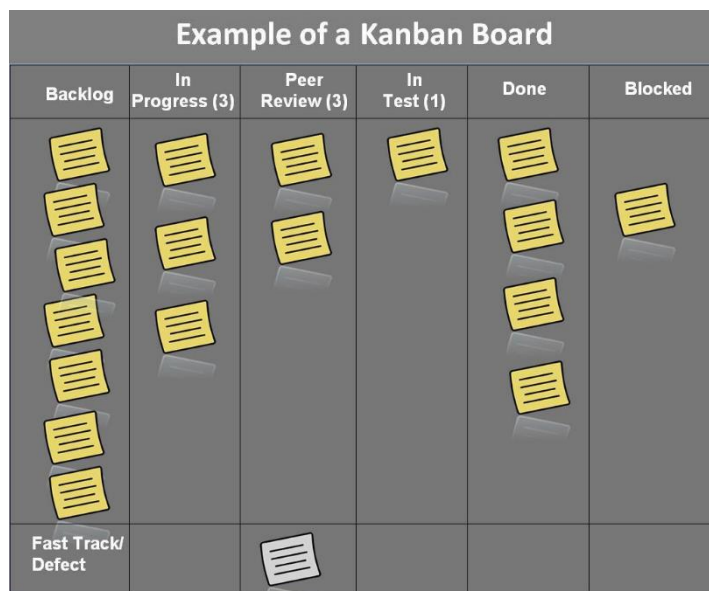 Example of a Kanban Board
Backlog
In
Progress (3)
Peer
Review (3)
In
Test (1)
Done
Blocked
Fast Track/
Defect